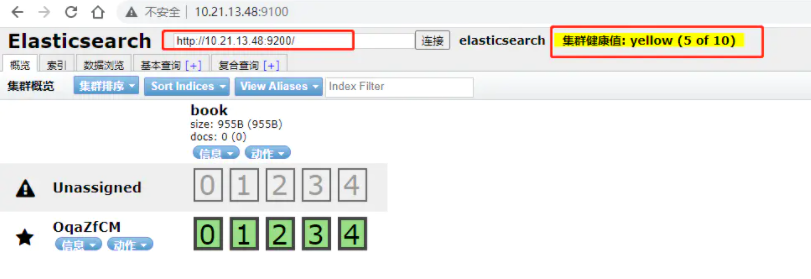 不安全 | 10.21.13.48:9100
Elasticsearch http://10.21.13.48:9200/ 连接 elasticsearch 集群健康值: yellow (5 of 10)
概览 索引 数据浏览 基本查询 [+] 复合查询 [+]
集群概览 集群排序 Sort Indices View Aliases Index Filter
book
size: 955B (955B)
docs: 0 (0)
信息 动作
Unassigned 0 1 2 3 4
OqaZfCM 0 1 2 3 4
信息 动作